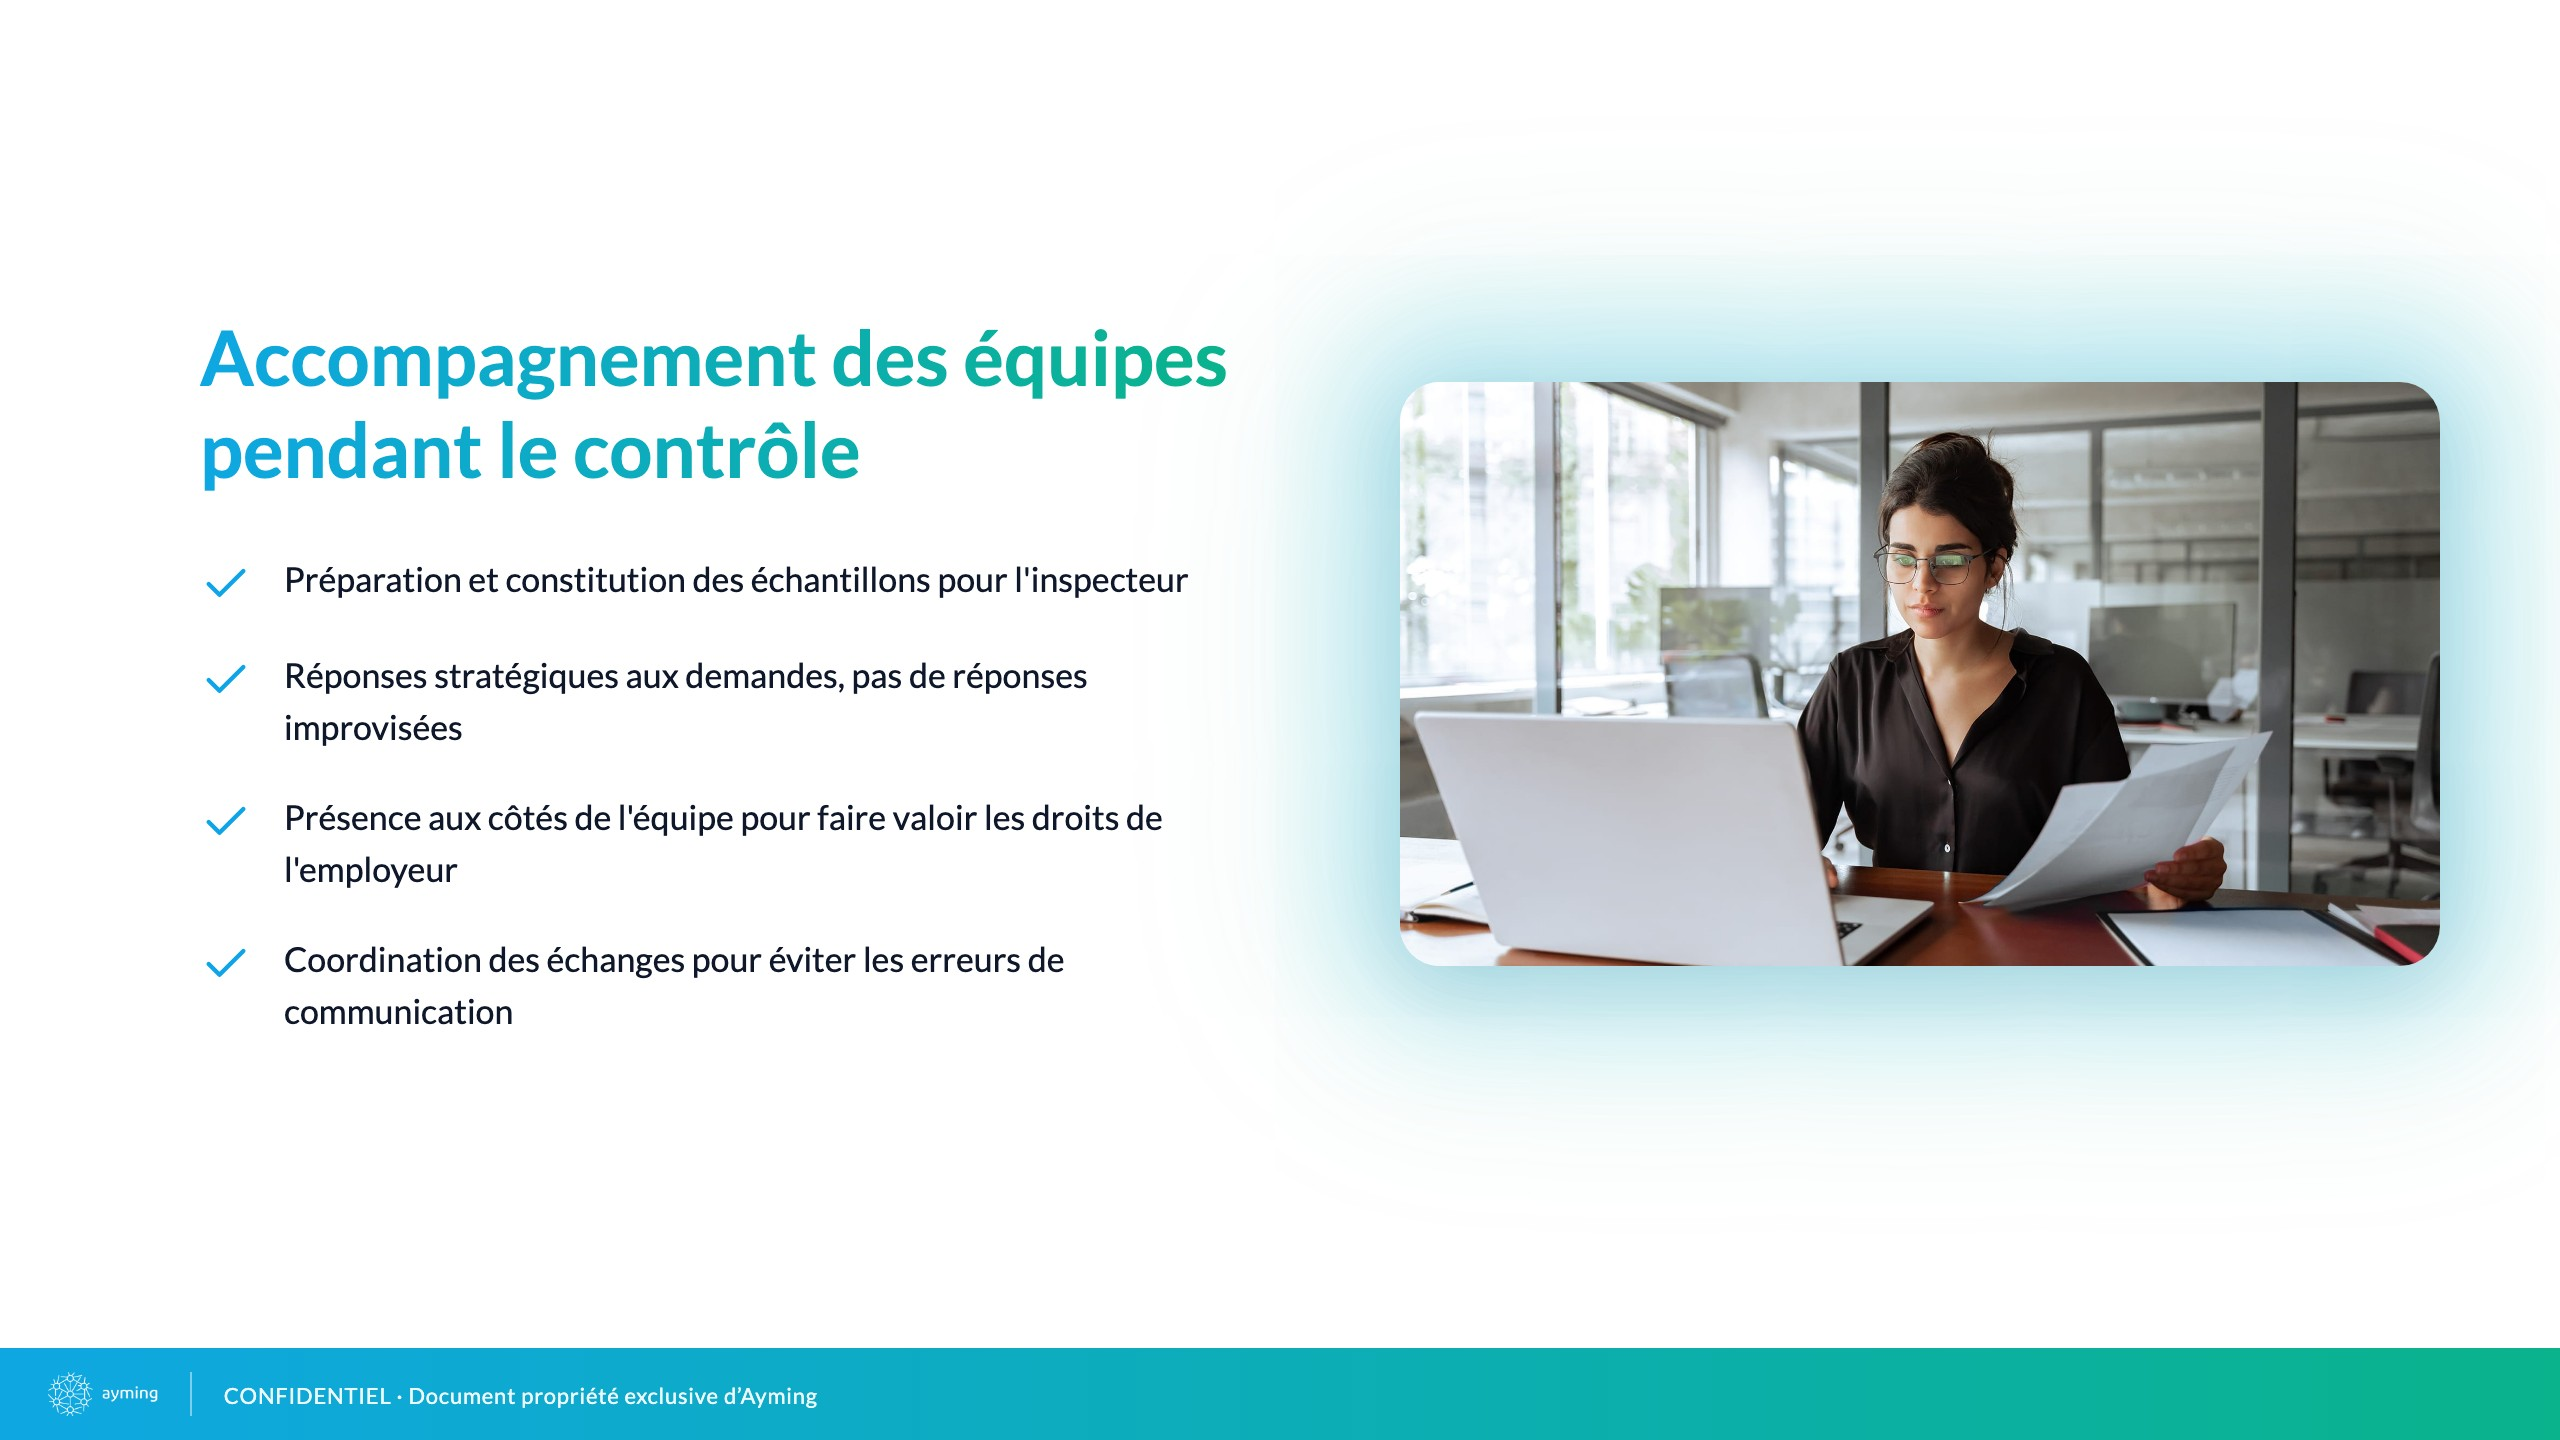 Accompagnement des équipes
pendant le contrôle
Préparation et constitution des échantillons pour l'inspecteur
Réponses stratégiques aux demandes, pas de réponses
improvisées
Présence aux côtés de l'équipe pour faire valoir les droits de
l'employeur
Coordination des échanges pour éviter les erreurs de
communication
ayming
CONFIDENTIEL · Document propriété exclusive d’Ayming